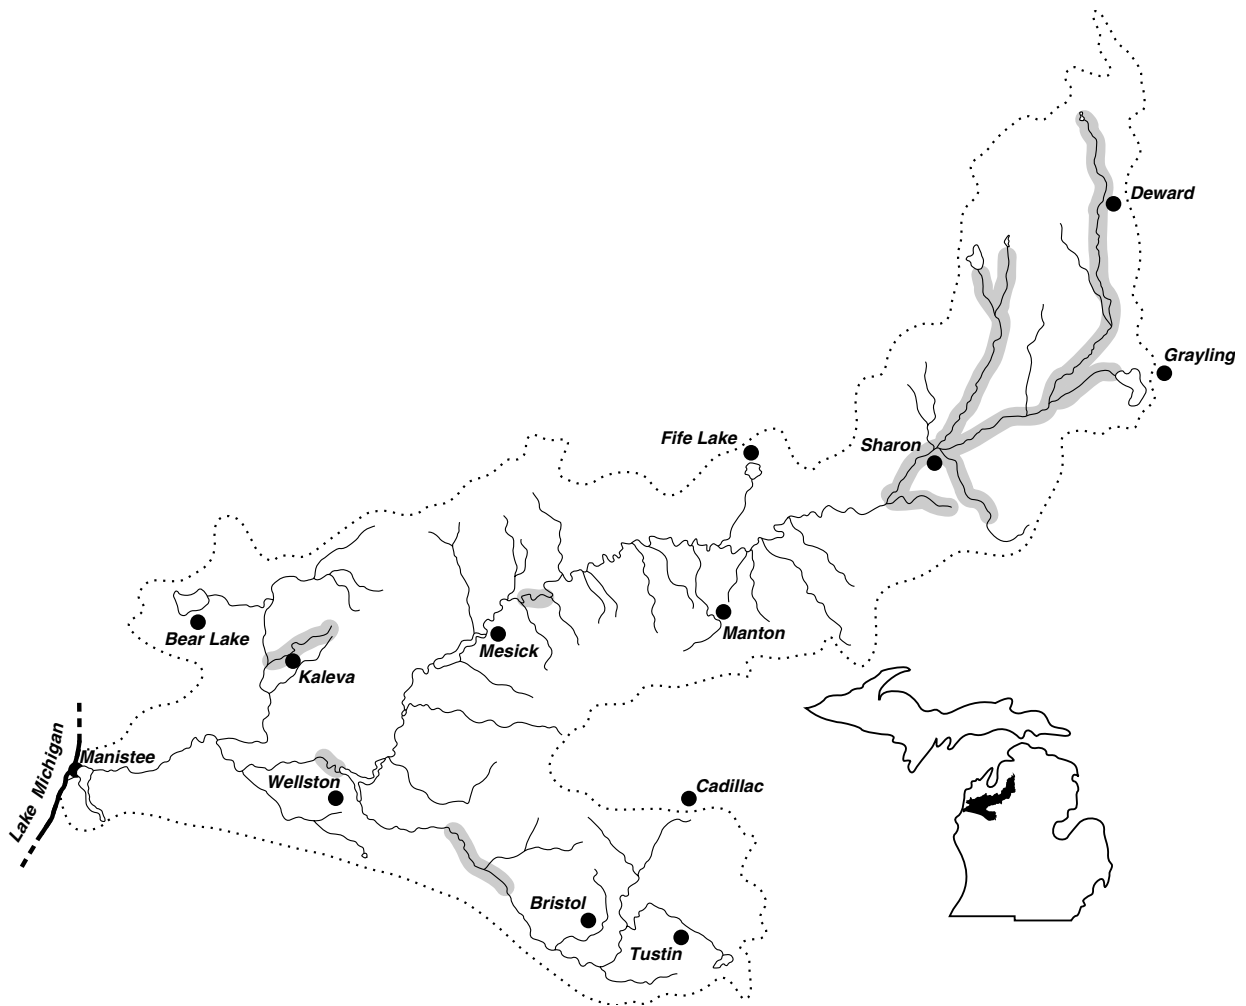 Deward
Grayling
Fife Lake
Sharon
Bear Lake
Kaleva
Mesick
Manton
Lake Michigan
Manistee
Wellston
Cadillac
Bristol
Tustin